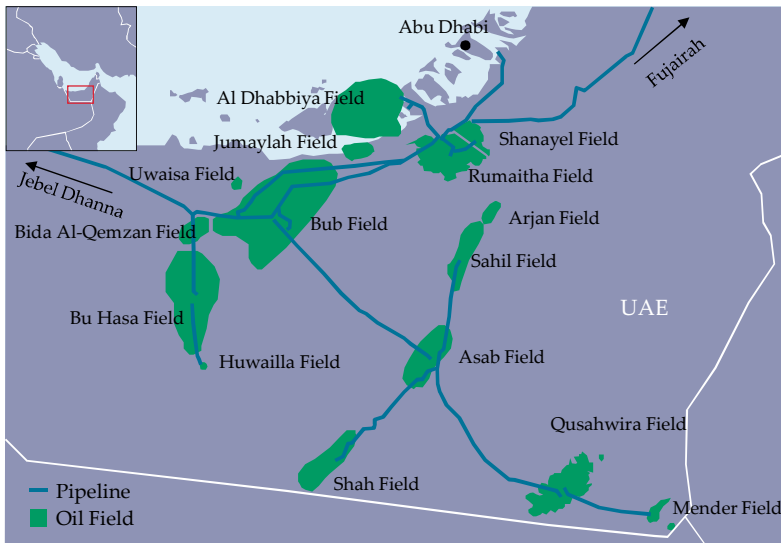 Abu Dhabi
Fujairah
Al Dhabbiya Field
Shanayel Field
Jumaylah Field
Rumaitha Field
Uwaisa Field
Jebel Dhanna
Arjan Field
Bida Al-Qemzan Field
Bub Field
Sahil Field
UAE
Bu Hasa Field
Huwailla Field
Asab Field
Qusahwira Field
Shah Field
Pipeline
Mender Field
Oil Field